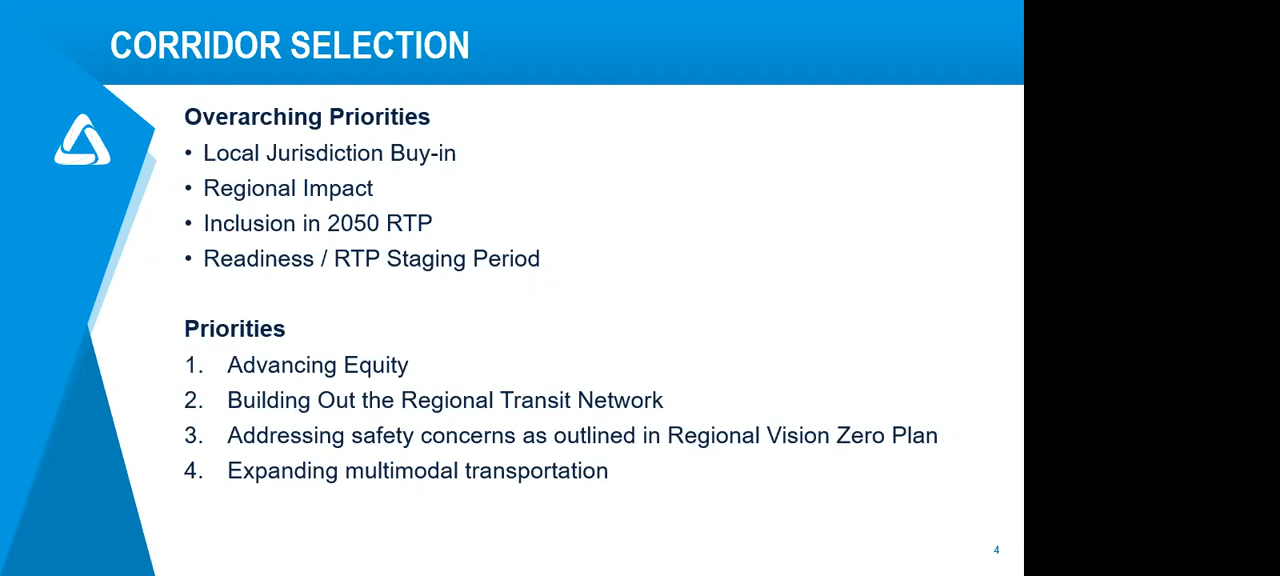 CORRIDOR SELECTION
Overarching Priorities
• Local Jurisdiction Buy-in
• Regional Impact
• Inclusion in 2050 RTP
• Readiness / RTP Staging Period
Priorities
1. Advancing Equity
2. Building Out the Regional Transit Network
3. Addressing safety concerns as outlined in Regional Vision Zero Plan
4. Expanding multimodal transportation
4